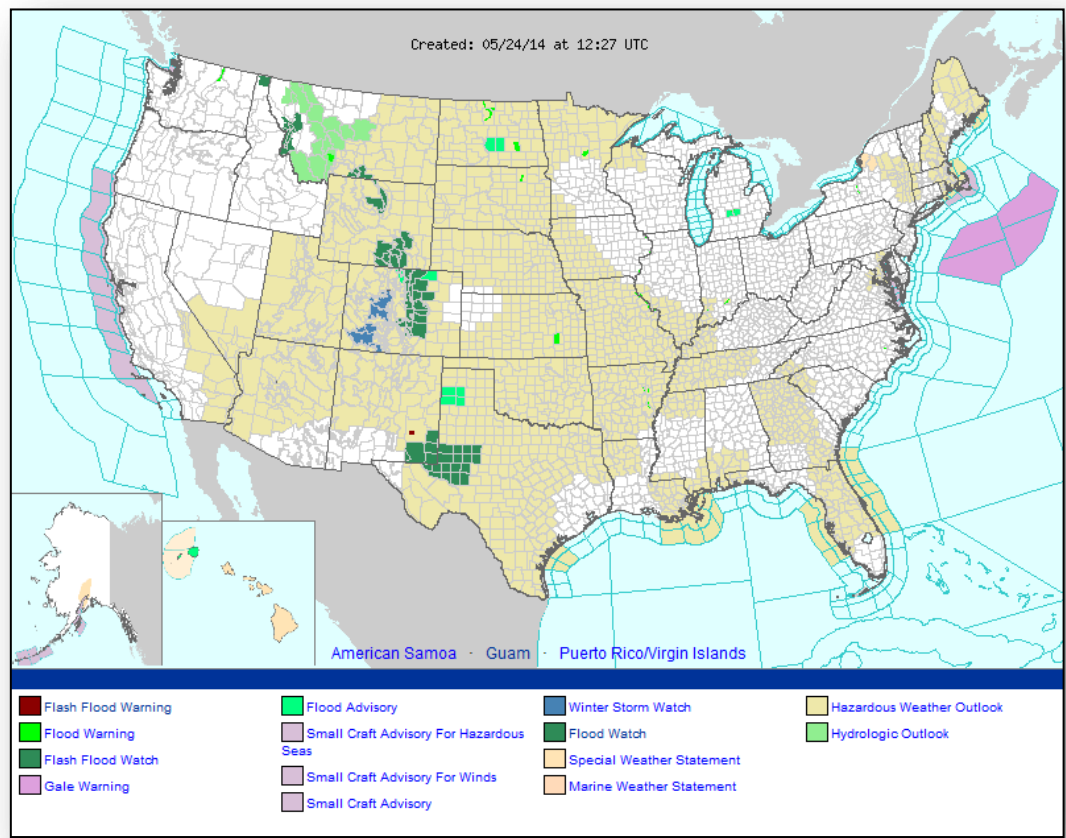 Created: 05/24/14 at 12:27 UTC
American Samoa · Guam · Puerto Rico/Virgin Islands
Flash Flood Warning
Flood Warning
Flash Flood Watch
Gale Warning
Flood Advisory
Small Craft Advisory For Hazardous
Seas
Small Craft Advisory For Winds
Small Craft Advisory
Winter Storm Watch
Flood Watch
Special Weather Statement
Marine Weather Statement
Hazardous Weather Outlook
Hydrologic Outlook